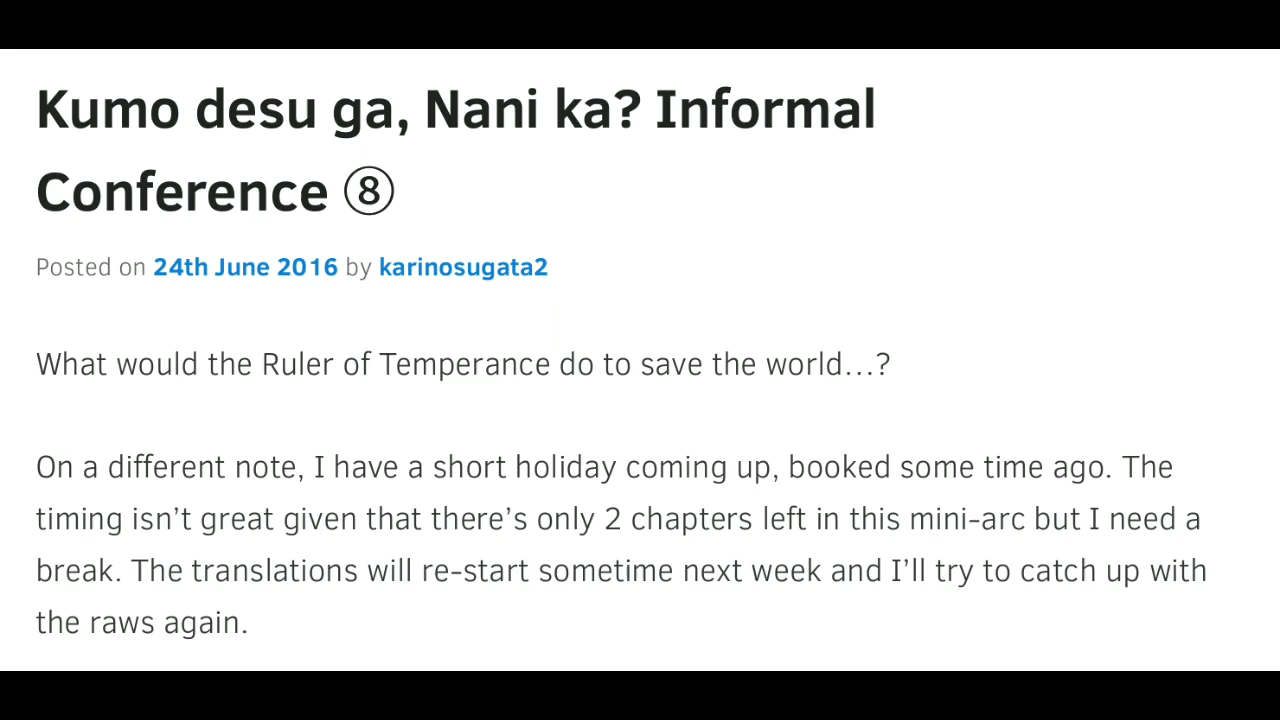 Kumo desu ga, Nani ka? Informal
Conference ⑧
Posted on 24th June 2016 by karinosugata2
What would the Ruler of Temperance do to save the world…?
On a different note, I have a short holiday coming up, booked some time ago. The
timing isn't great given that there's only 2 chapters left in this mini-arc but I need a
break. The translations will re-start sometime next week and I'll try to catch up with
the raws again.